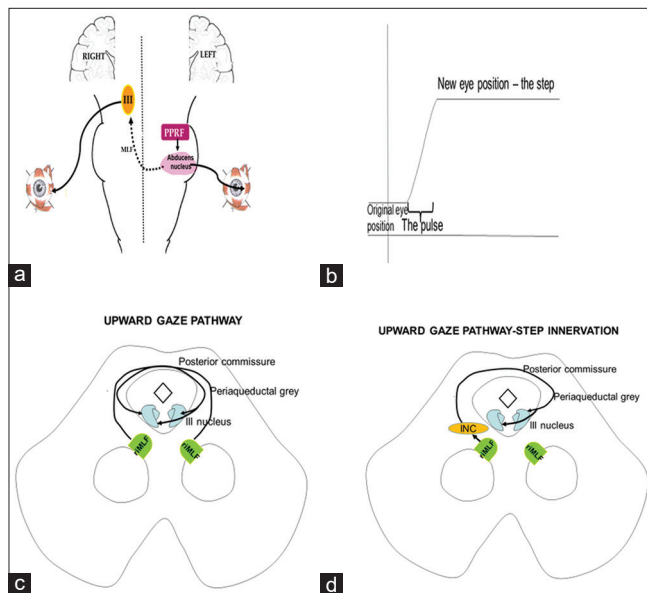 RIGHT
LEFT
III
PPRF
MLF
Abducens
nucleus
a
New eye position – the step
Original eye
position
The pulse
b
UPWARD GAZE PATHWAY
Posterior commissure
Periaqueductal grey
III nucleus
riMLF
riMLF
c
UPWARD GAZE PATHWAY-STEP INNERVATION
Posterior commissure
Periaqueductal grey
III nucleus
INC
riMLF
riMLF
d